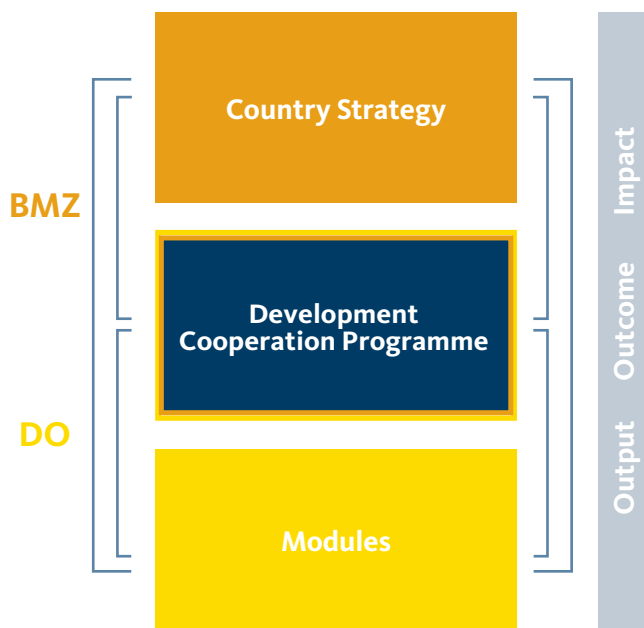 Country Strategy
BMZ
Development
Cooperation Programme
DO
Modules
Impact
Outcome
Output